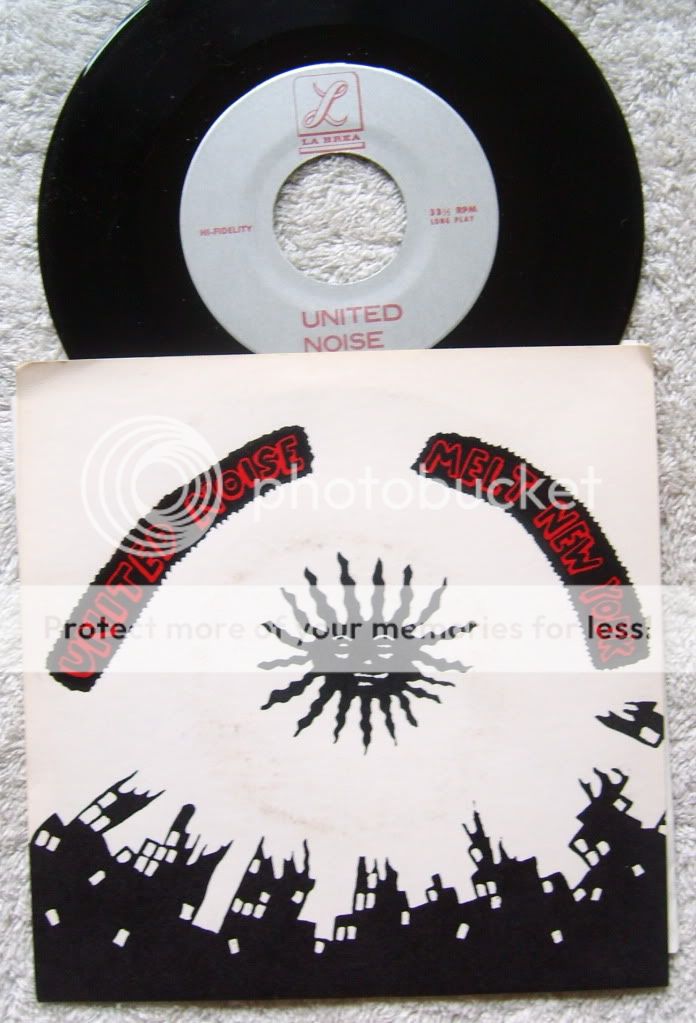 L
LA BREA
HI-FIDELITY
33⅓ RPM
LONG PLAY
UNITED
NOISE
UNITED NOISE
MELT NEW YORK
photobucket
Protect more of your memories for less!